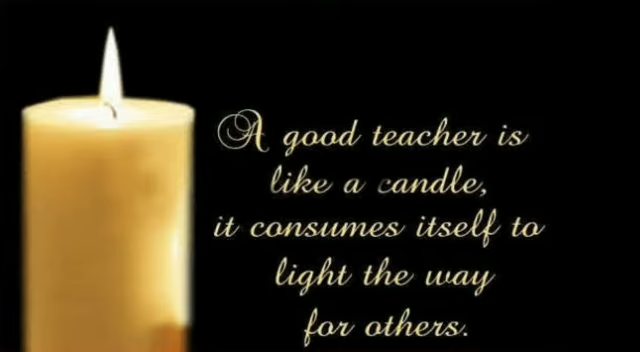 A good teacher is
like a candle,
it consumes itself to
light the way
for others.